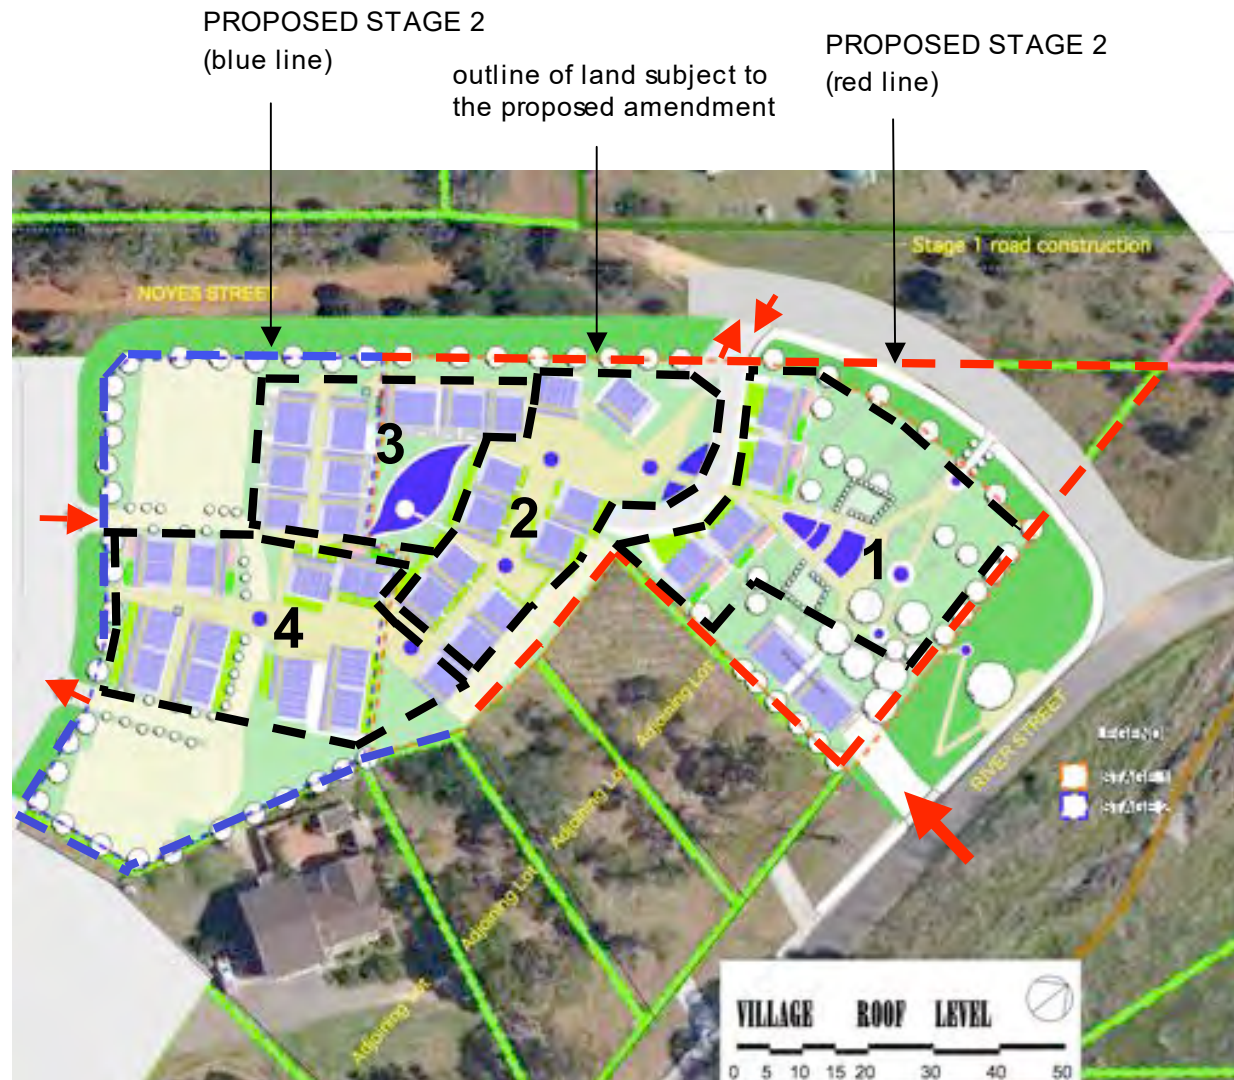 PROPOSED STAGE 2
(blue line)
outline of land subject to
the proposed amendment
PROPOSED STAGE 2
(red line)
Stage 1 road construction
NOYES STREET
3
2
1
4
Adjoining Lot
Adjoining Lot
Adjoining Lot
Adjoining Lot
RIVER STREET
LEGEND
STAGE 1
STAGE 2
VILLAGE ROOF LEVEL
0 5 10 15 20 30 40 50